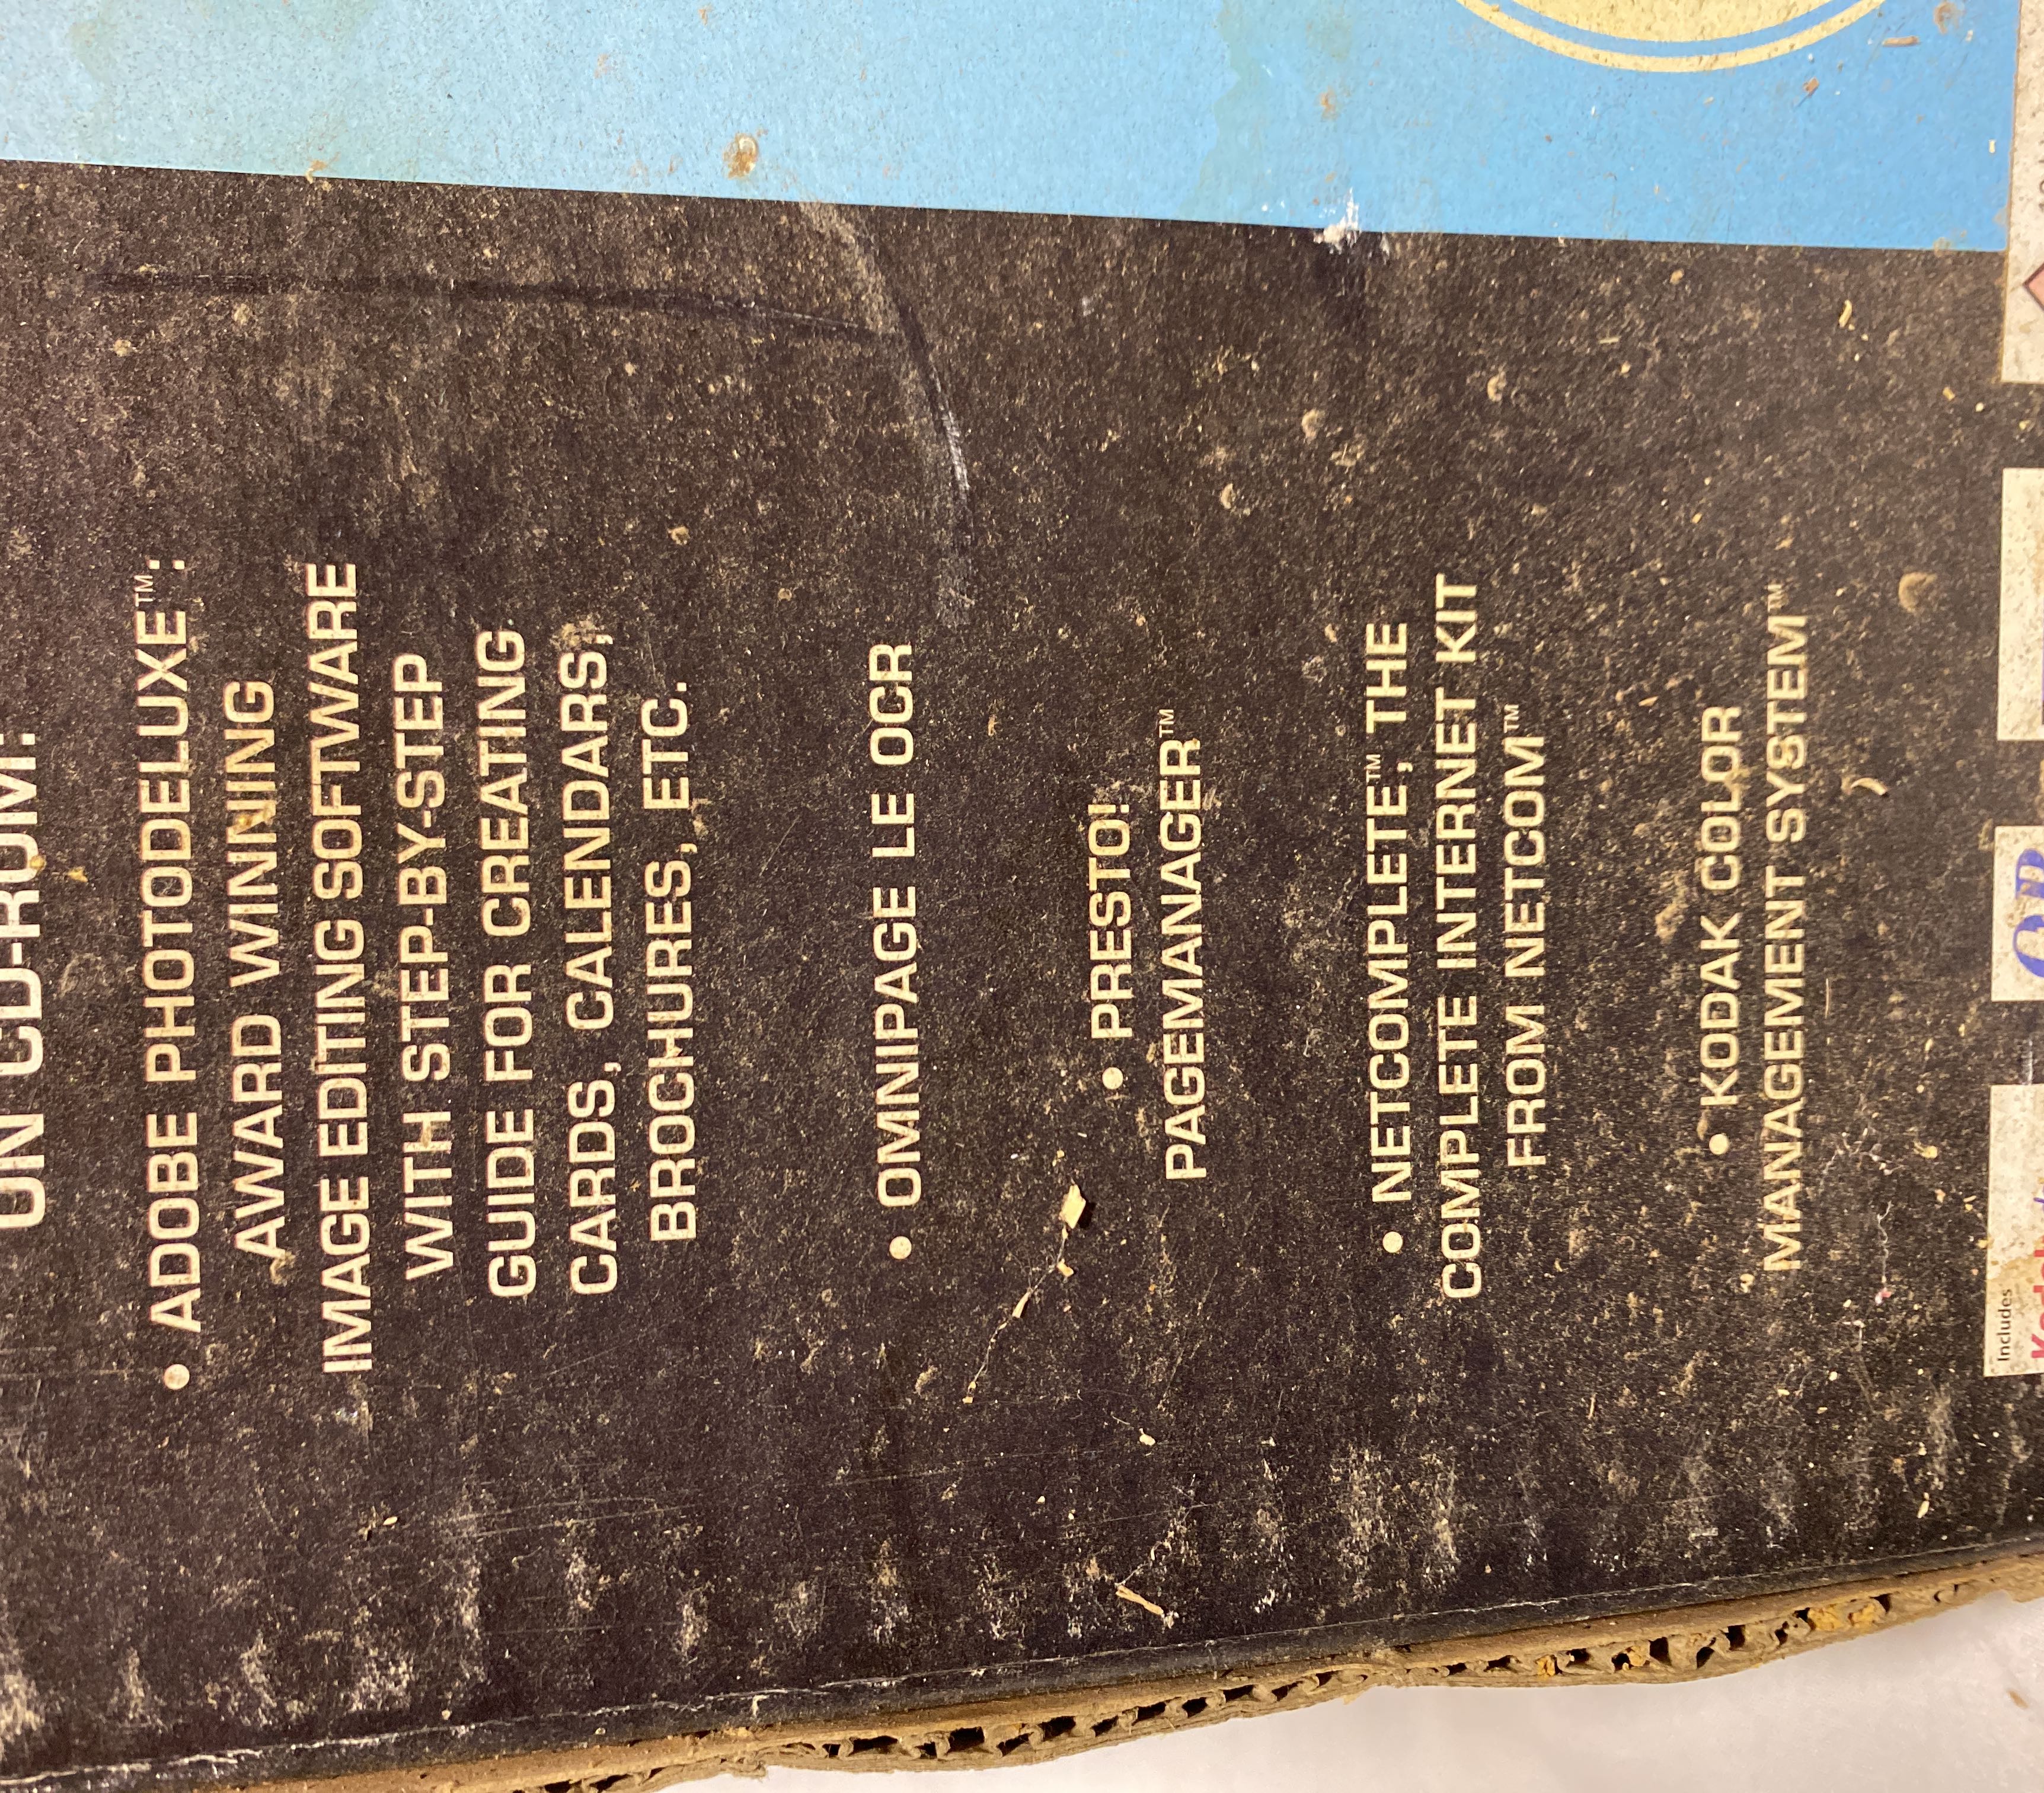 ON CD-ROM:
• ADOBE PHOTODELUXE™:
AWARD WINNING
IMAGE EDITING SOFTWARE
WITH STEP-BY-STEP
GUIDE FOR CREATING
CARDS, CALENDARS,
BROCHURES, ETC.
• OMNIPAGE LE OCR
• PRESTO!
PAGEMANAGER™
• NETCOMPLETE™, THE
COMPLETE INTERNET KIT
FROM NETCOM™
• KODAK COLOR
MANAGEMENT SYSTEM™
Includes